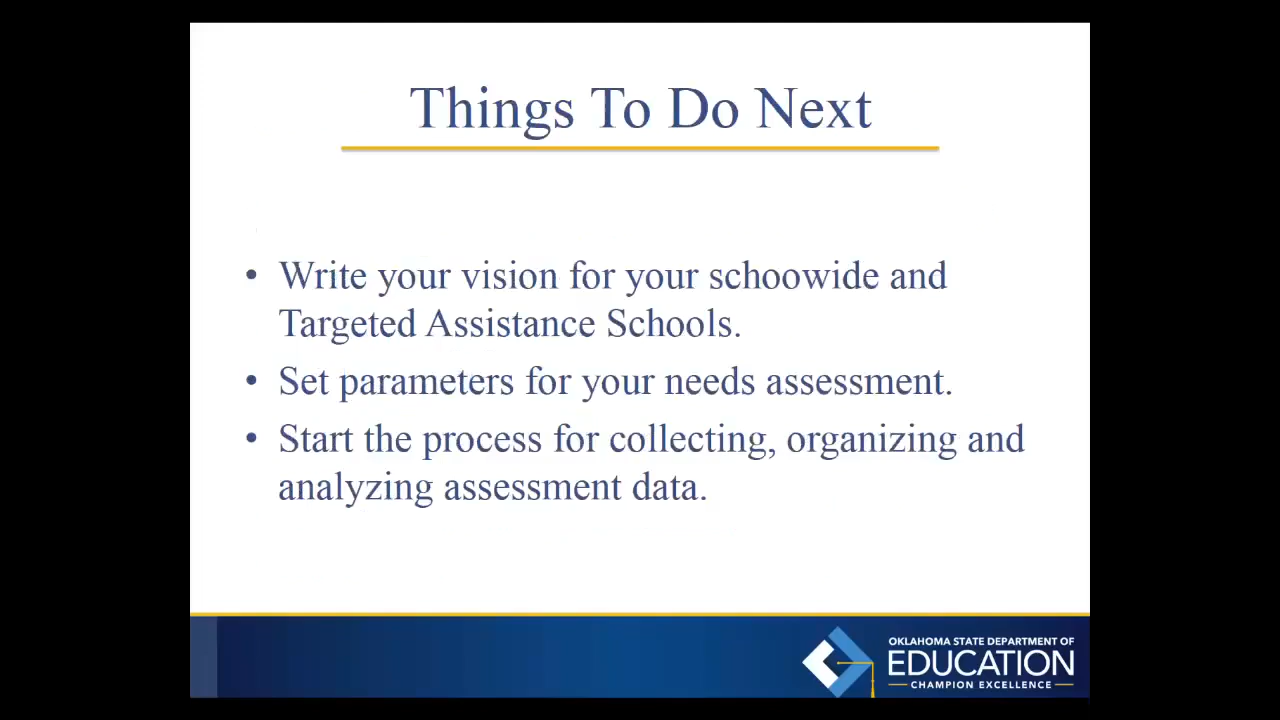 Things To Do Next
• Write your vision for your schoowide and
Targeted Assistance Schools.
• Set parameters for your needs assessment.
• Start the process for collecting, organizing and
analyzing assessment data.
OKLAHOMA STATE DEPARTMENT OF
EDUCATION
CHAMPION EXCELLENCE